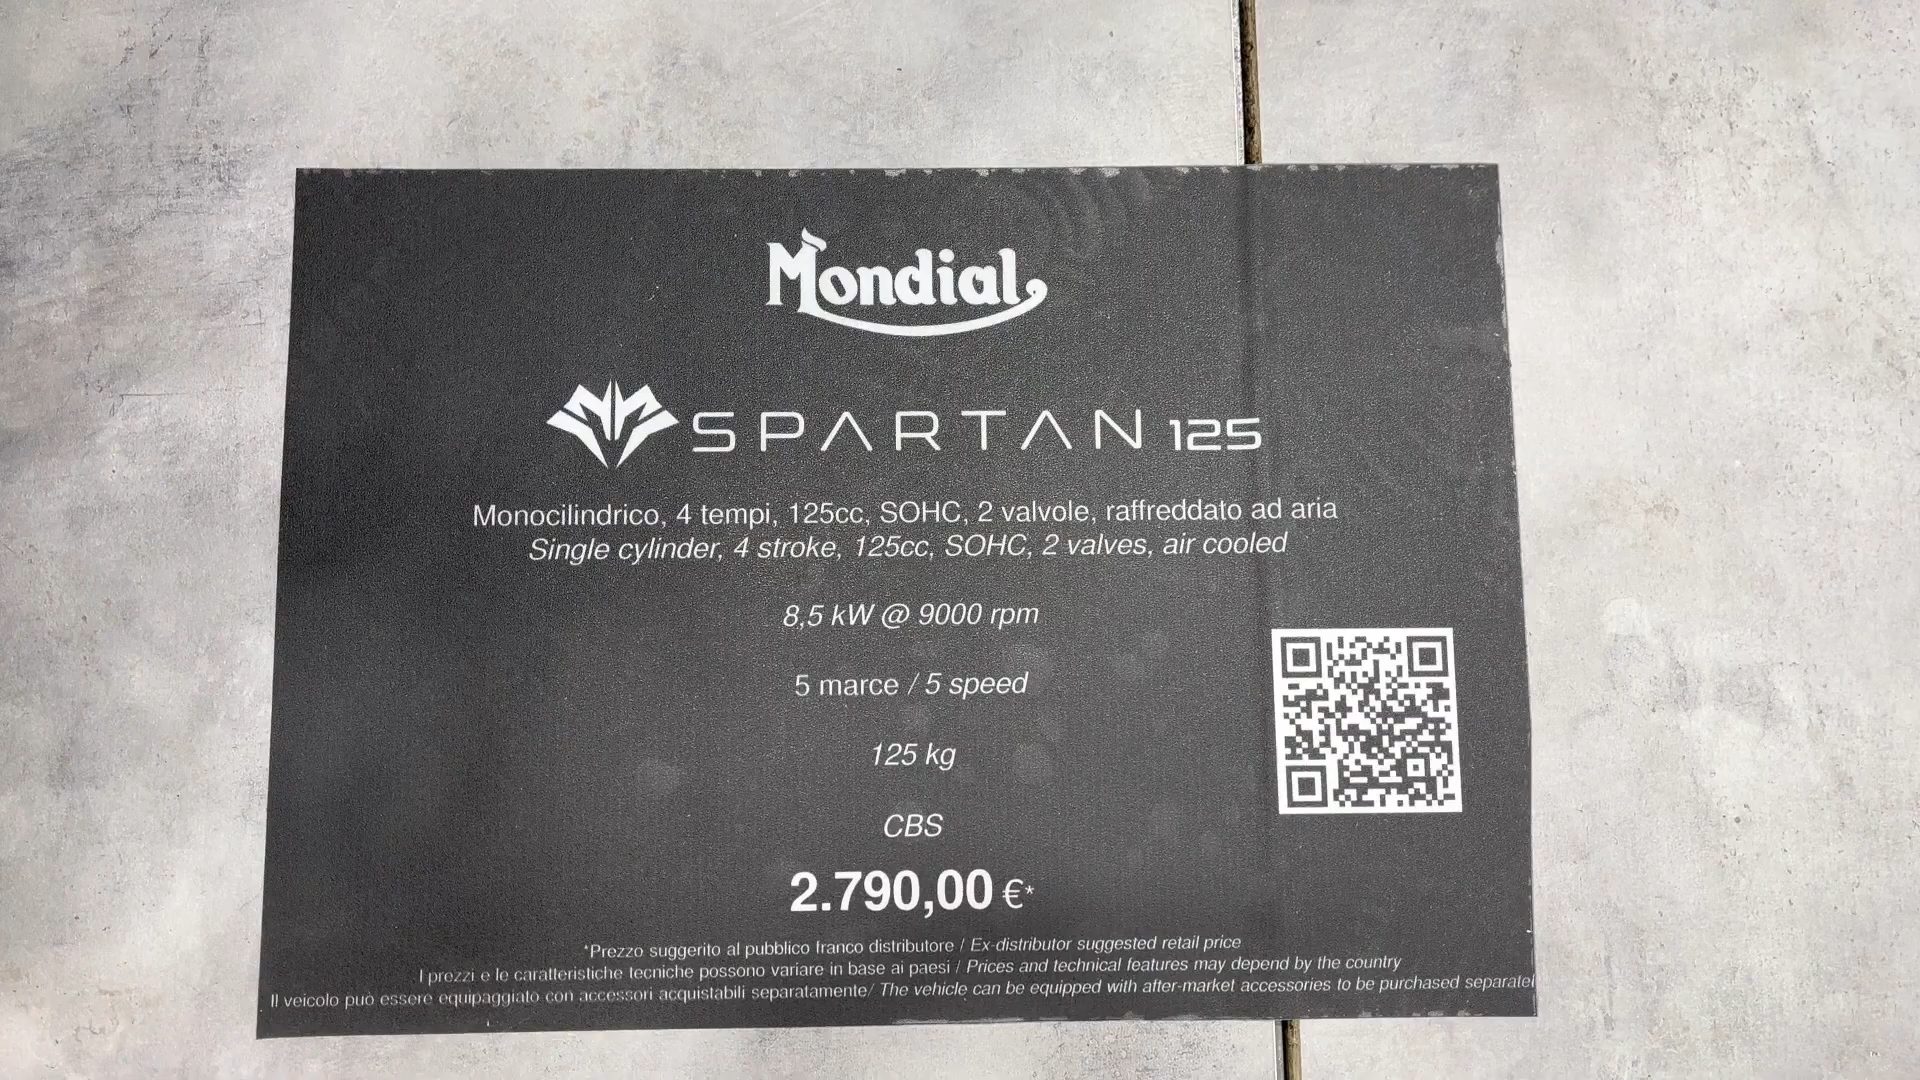 Mondial
SPARTAN 125
Monocilindrico, 4 tempi, 125cc, SOHC, 2 valvole, raffreddato ad aria
Single cylinder, 4 stroke, 125cc, SOHC, 2 valves, air cooled
8,5 kW @ 9000 rpm
5 marce / 5 speed
125 kg
CBS
2.790,00 €*
*Prezzo suggerito al pubblico franco distributore / Ex-distributor suggested retail price
I prezzi e le caratteristiche tecniche possono variare in base ai paesi / Prices and technical features may depend by the country
Il veicolo può essere equipaggiato con accessori acquistabili separatamente/ The vehicle can be equipped with after-market accessories to be purchased separatel